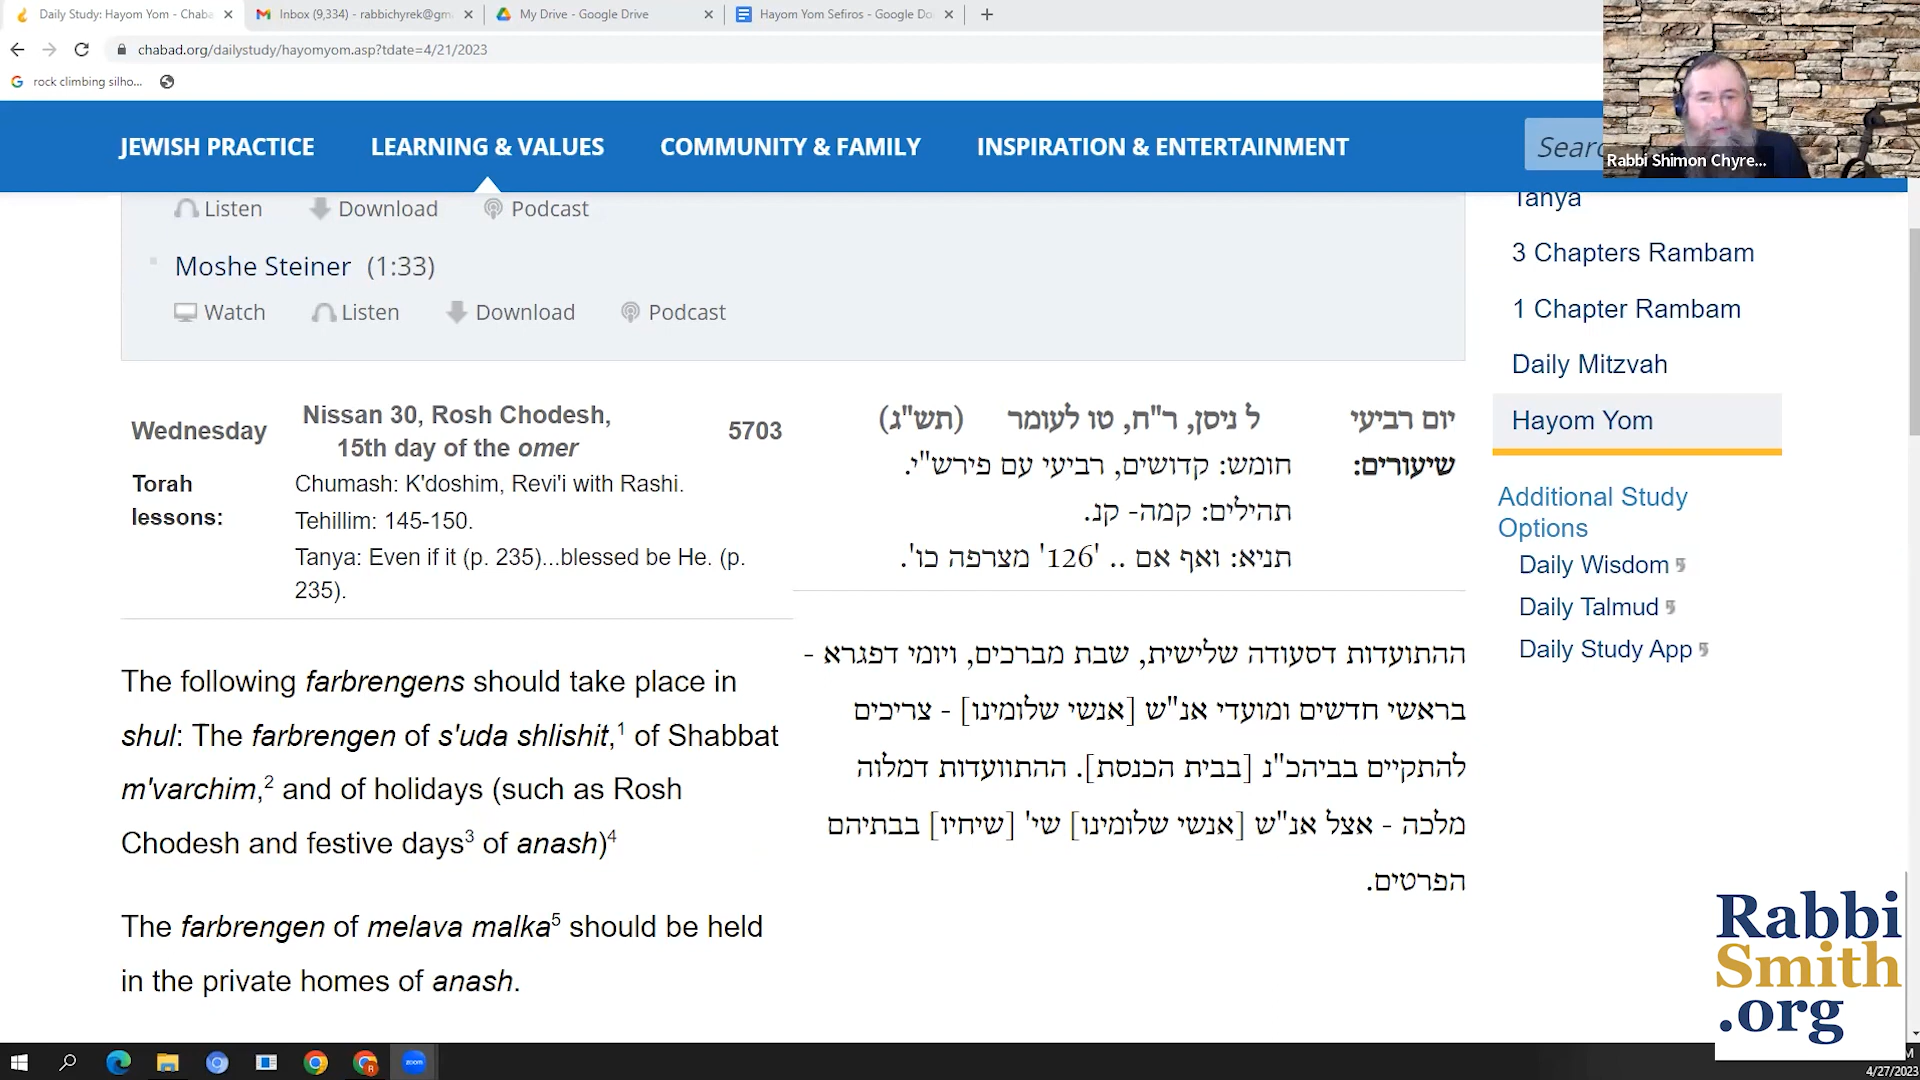 Daily Study: Hayom Yom - Chaba
Inbox (9,334) - rabbichyrek@gm
My Drive - Google Drive
Hayom Yom Sefiros - Google Do
chabad.org/dailystudy/hayomyom.asp?tdate=4/21/2023
rock climbing silho...
JEWISH PRACTICE LEARNING & VALUES COMMUNITY & FAMILY INSPIRATION & ENTERTAINMENT
Searc
Rabbi Shimon Chyre...
Listen Download Podcast
Moshe Steiner (1:33)
Watch Listen Download Podcast
Wednesday
Nissan 30, Rosh Chodesh,
15th day of the omer
5703
Torah
lessons:
Chumash: K'doshim, Revi'i with Rashi.
Tehillim: 145-150.
Tanya: Even if it (p. 235)...blessed be He. (p.
235).
The following farbrengens should take place in
shul: The farbrengen of s'uda shlishit,1 of Shabbat
m'varchim,2 and of holidays (such as Rosh
Chodesh and festive days3 of anash)4
The farbrengen of melava malka5 should be held
in the private homes of anash.
יום רביעי ל ניסן, ר"ח, טו לעומר (תש"ג)
שיעורים: חומש: קדושים, רביעי עם פירש"י.
תהילים: קמה- קנ.
תניא: ואף אם .. '126' מצרפה כו'.
ההתועדות דסעודה שלישית, שבת מברכים, ויומי דפגרא -
בראשי חדשים ומועדי אנ"ש [אנשי שלומינו] - צריכים
להתקיים בביהכ"נ [בבית הכנסת]. ההתוועדות דמלוה
מלכה - אצל אנ"ש [אנשי שלומינו] שי' [שיחיו] בבתיהם
הפרטים.
Tanya
3 Chapters Rambam
1 Chapter Rambam
Daily Mitzvah
Hayom Yom
Additional Study
Options
Daily Wisdom
Daily Talmud
Daily Study App
Rabbi
Smith
.org
zoom
4/27/2023